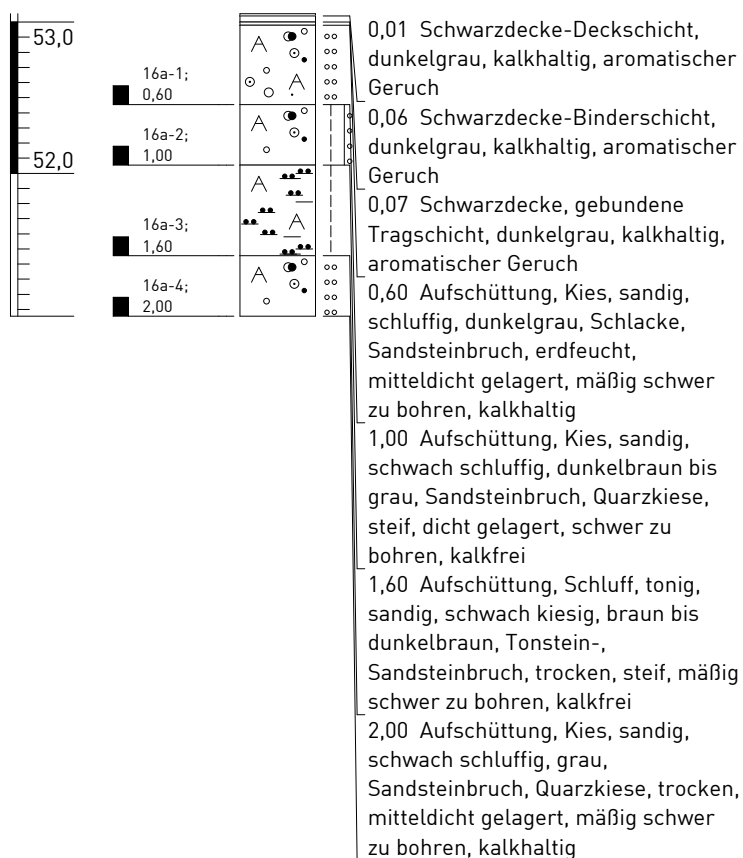 53,0
52,0
16a-1;
0,60
16a-2;
1,00
16a-3;
1,60
16a-4;
2,00
0,01 Schwarzdecke-Deckschicht,
dunkelgrau, kalkhaltig, aromatischer
Geruch
0,06 Schwarzdecke-Binderschicht,
dunkelgrau, kalkhaltig, aromatischer
Geruch
0,07 Schwarzdecke, gebundene
Tragschicht, dunkelgrau, kalkhaltig,
aromatischer Geruch
0,60 Aufschüttung, Kies, sandig,
schluffig, dunkelgrau, Schlacke,
Sandsteinbruch, erdfeucht,
mitteldicht gelagert, mäßig schwer
zu bohren, kalkhaltig
1,00 Aufschüttung, Kies, sandig,
schwach schluffig, dunkelbraun bis
grau, Sandsteinbruch, Quarzkiese,
steif, dicht gelagert, schwer zu
bohren, kalkfrei
1,60 Aufschüttung, Schluff, tonig,
sandig, schwach kiesig, braun bis
dunkelbraun, Tonstein-,
Sandsteinbruch, trocken, steif, mäßig
schwer zu bohren, kalkfrei
2,00 Aufschüttung, Kies, sandig,
schwach schluffig, grau,
Sandsteinbruch, Quarzkiese, trocken,
mitteldicht gelagert, mäßig schwer
zu bohren, kalkhaltig